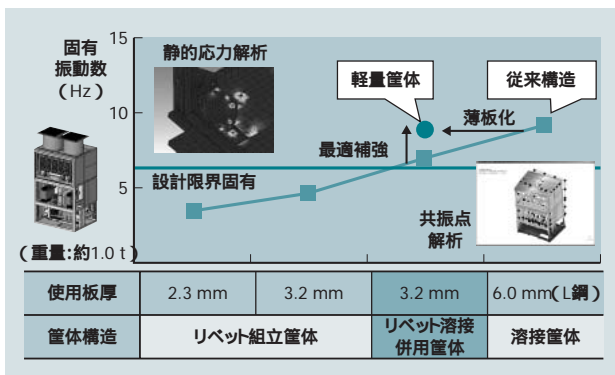 固有
振動数
（Hz）
15
10
5
静的応力解析
軽量筐体
従来構造
薄板化
最適補強
設計限界固有
共振点
解析
（重量:約1.0 t）
使用板厚
2.3 mm
3.2 mm
3.2 mm
6.0 mm（L鋼）
筐体構造
リベット組立筐体
リベット溶接
併用筐体
溶接筐体